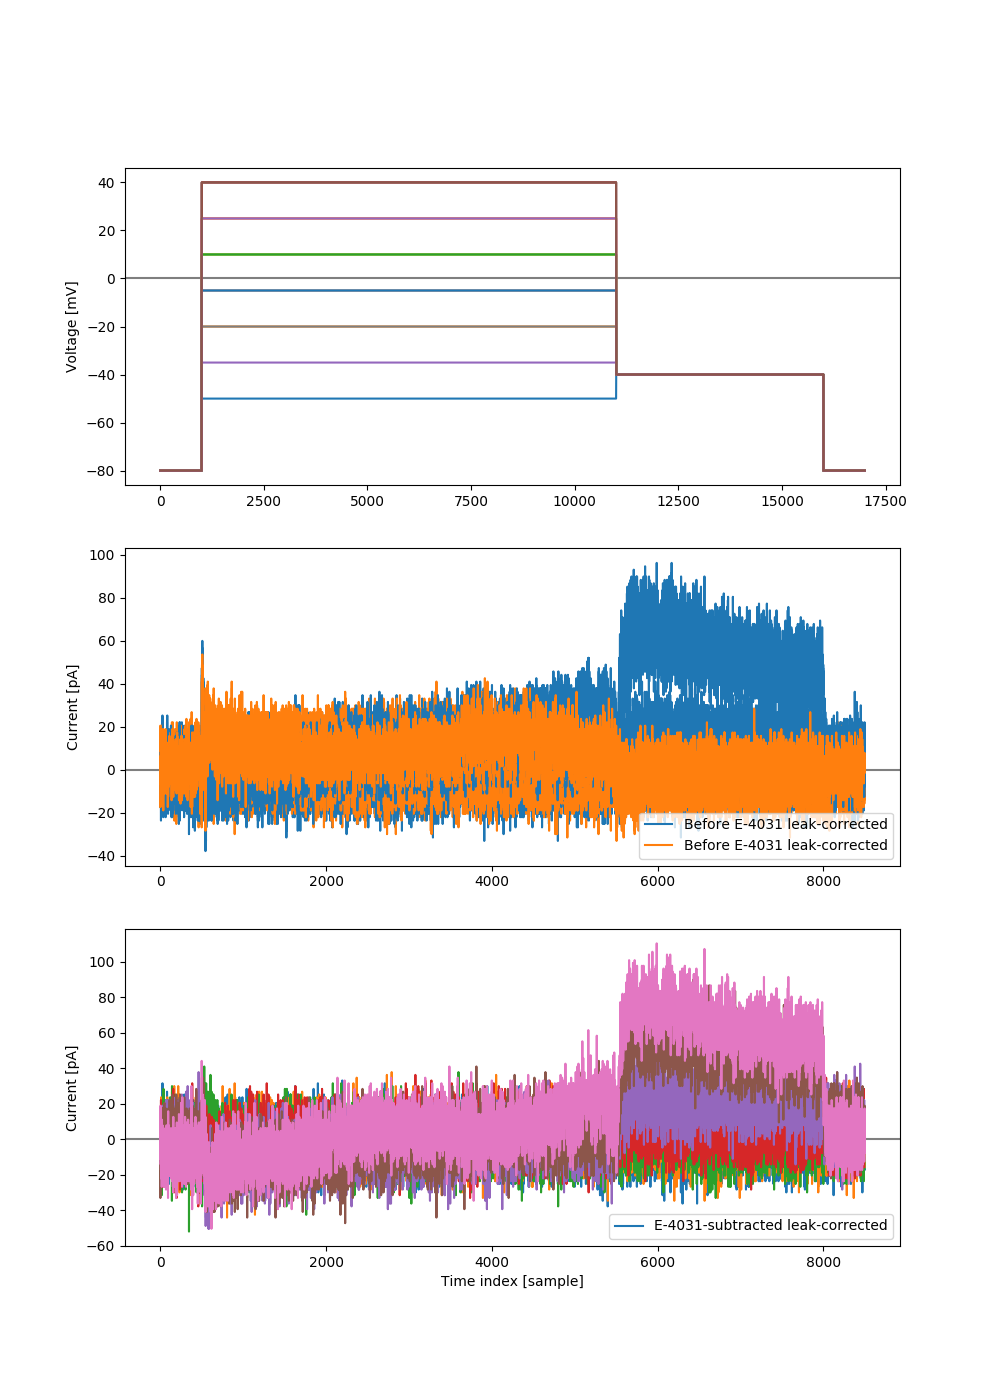 40
20
0
−20
−40
−60
−80
Voltage [mV]
0 2500 5000 7500 10000 12500 15000 17500
100
80
60
40
20
0
−20
−40
Current [pA]
Before E-4031 leak-corrected
Before E-4031 leak-corrected
0 2000 4000 6000 8000
100
80
60
40
20
0
−20
−40
−60
Current [pA]
E-4031-subtracted leak-corrected
0 2000 4000 6000 8000
Time index [sample]